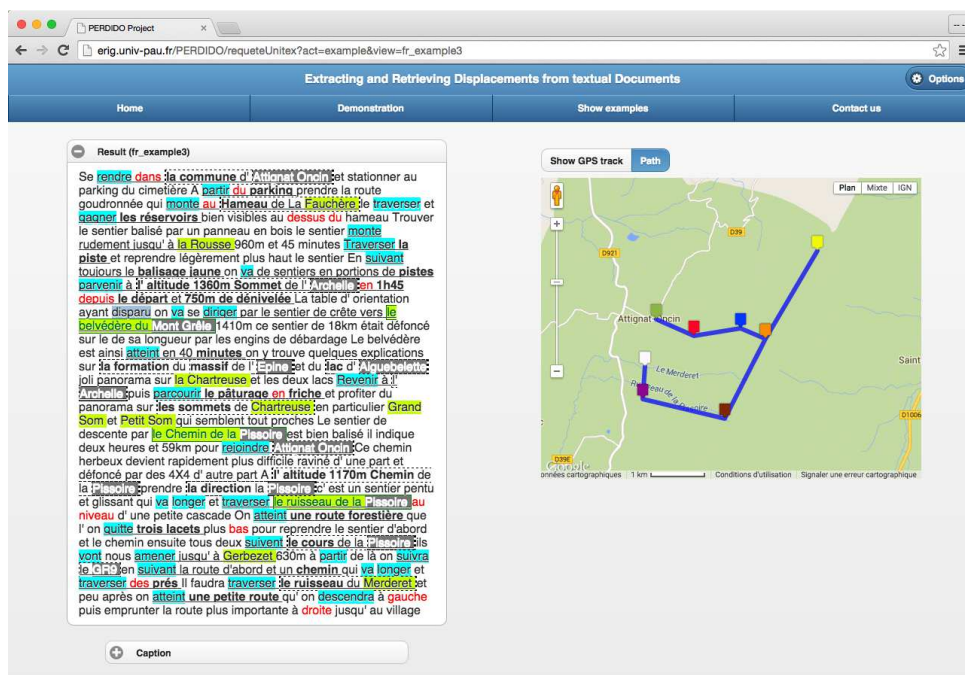 PERDIDO Project
erig.univ-pau.fr/PERDIDO/requeteUnitex?act=example&view=fr_example3
Extracting and Retrieving Displacements from textual Documents
Options
Home
Demonstration
Show examples
Contact us
Result (fr_example3)
Se rendre dans la commune d' Attignat Oncin et stationner au
parking du cimetière A partir du parking prendre la route
goudronnée qui monte au Hameau de La Fauchère le traverser et
gagner les réservoirs bien visibles au dessus du hameau Trouver
le sentier balisé par un panneau en bois le sentier monte
rudement jusqu' à la Rousse 960m et 45 minutes Traverser la
piste et reprendre légèrement plus haut le sentier En suivant
toujours le balisage jaune on va de sentiers en portions de pistes
parvenir à l' altitude 1360m Sommet de l' Archelle en 1h45
depuis le départ et 750m de dénivelée La table d' orientation
ayant disparu on va se diriger par le sentier de crête vers le
belvédère du Mont Grêle 1410m ce sentier de 18km était défoncé
sur le de sa longueur par les engins de débardage Le belvédère
est ainsi atteint en 40 minutes on y trouve quelques explications
sur la formation du massif de l' Epine et du lac d' Aiguebelette
joli panorama sur la Chartreuse et les deux lacs Revenir à l'
Archelle puis parcourir le pâturage en friche et profiter du
panorama sur les sommets de Chartreuse en particulier Grand
Som et Petit Som qui semblent tout proches Le sentier de
descente par le Chemin de la Pissoire est bien balisé il indique
deux heures et 59km pour rejoindre Attignat Oncin Ce chemin
herbeux devient rapidement plus difficile raviné d' une part et
défoncé par des 4X4 d' autre part A l' altitude 1170m Chemin de
la Pissoire prendre la direction la Pissoire c' est un sentier pentu
et glissant qui va longer et traverser le ruisseau de la Pissoire au
niveau d' une petite cascade On atteint une route forestière que
l' on quitte trois lacets plus bas pour reprendre le sentier d'abord
et le chemin ensuite tous deux suivent le cours de la Pissoire ils
vont nous amener jusqu' à Gerbezet 630m à partir de là on suivra
le GR9 en suivant la route d'abord et un chemin qui va longer et
traverser des prés Il faudra traverser le ruisseau du Merderet et
peu après on atteint une petite route qu' on descendra à gauche
puis emprunter la route plus importante à droite jusqu' au village
Caption
Show GPS track
Path
Plan
Mixte
IGN
D39
D921
Attignat Oncin
Le Merderet
Saint
D1006
D39E
Google
onnées cartographiques
1 km
Conditions d'utilisation
Signaler une erreur cartographique